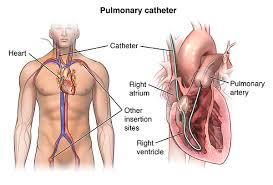 Pulmonary catheter
Heart
Catheter
Other
insertion
sites
Right
atrium
Pulmonary
artery
Right
ventricle